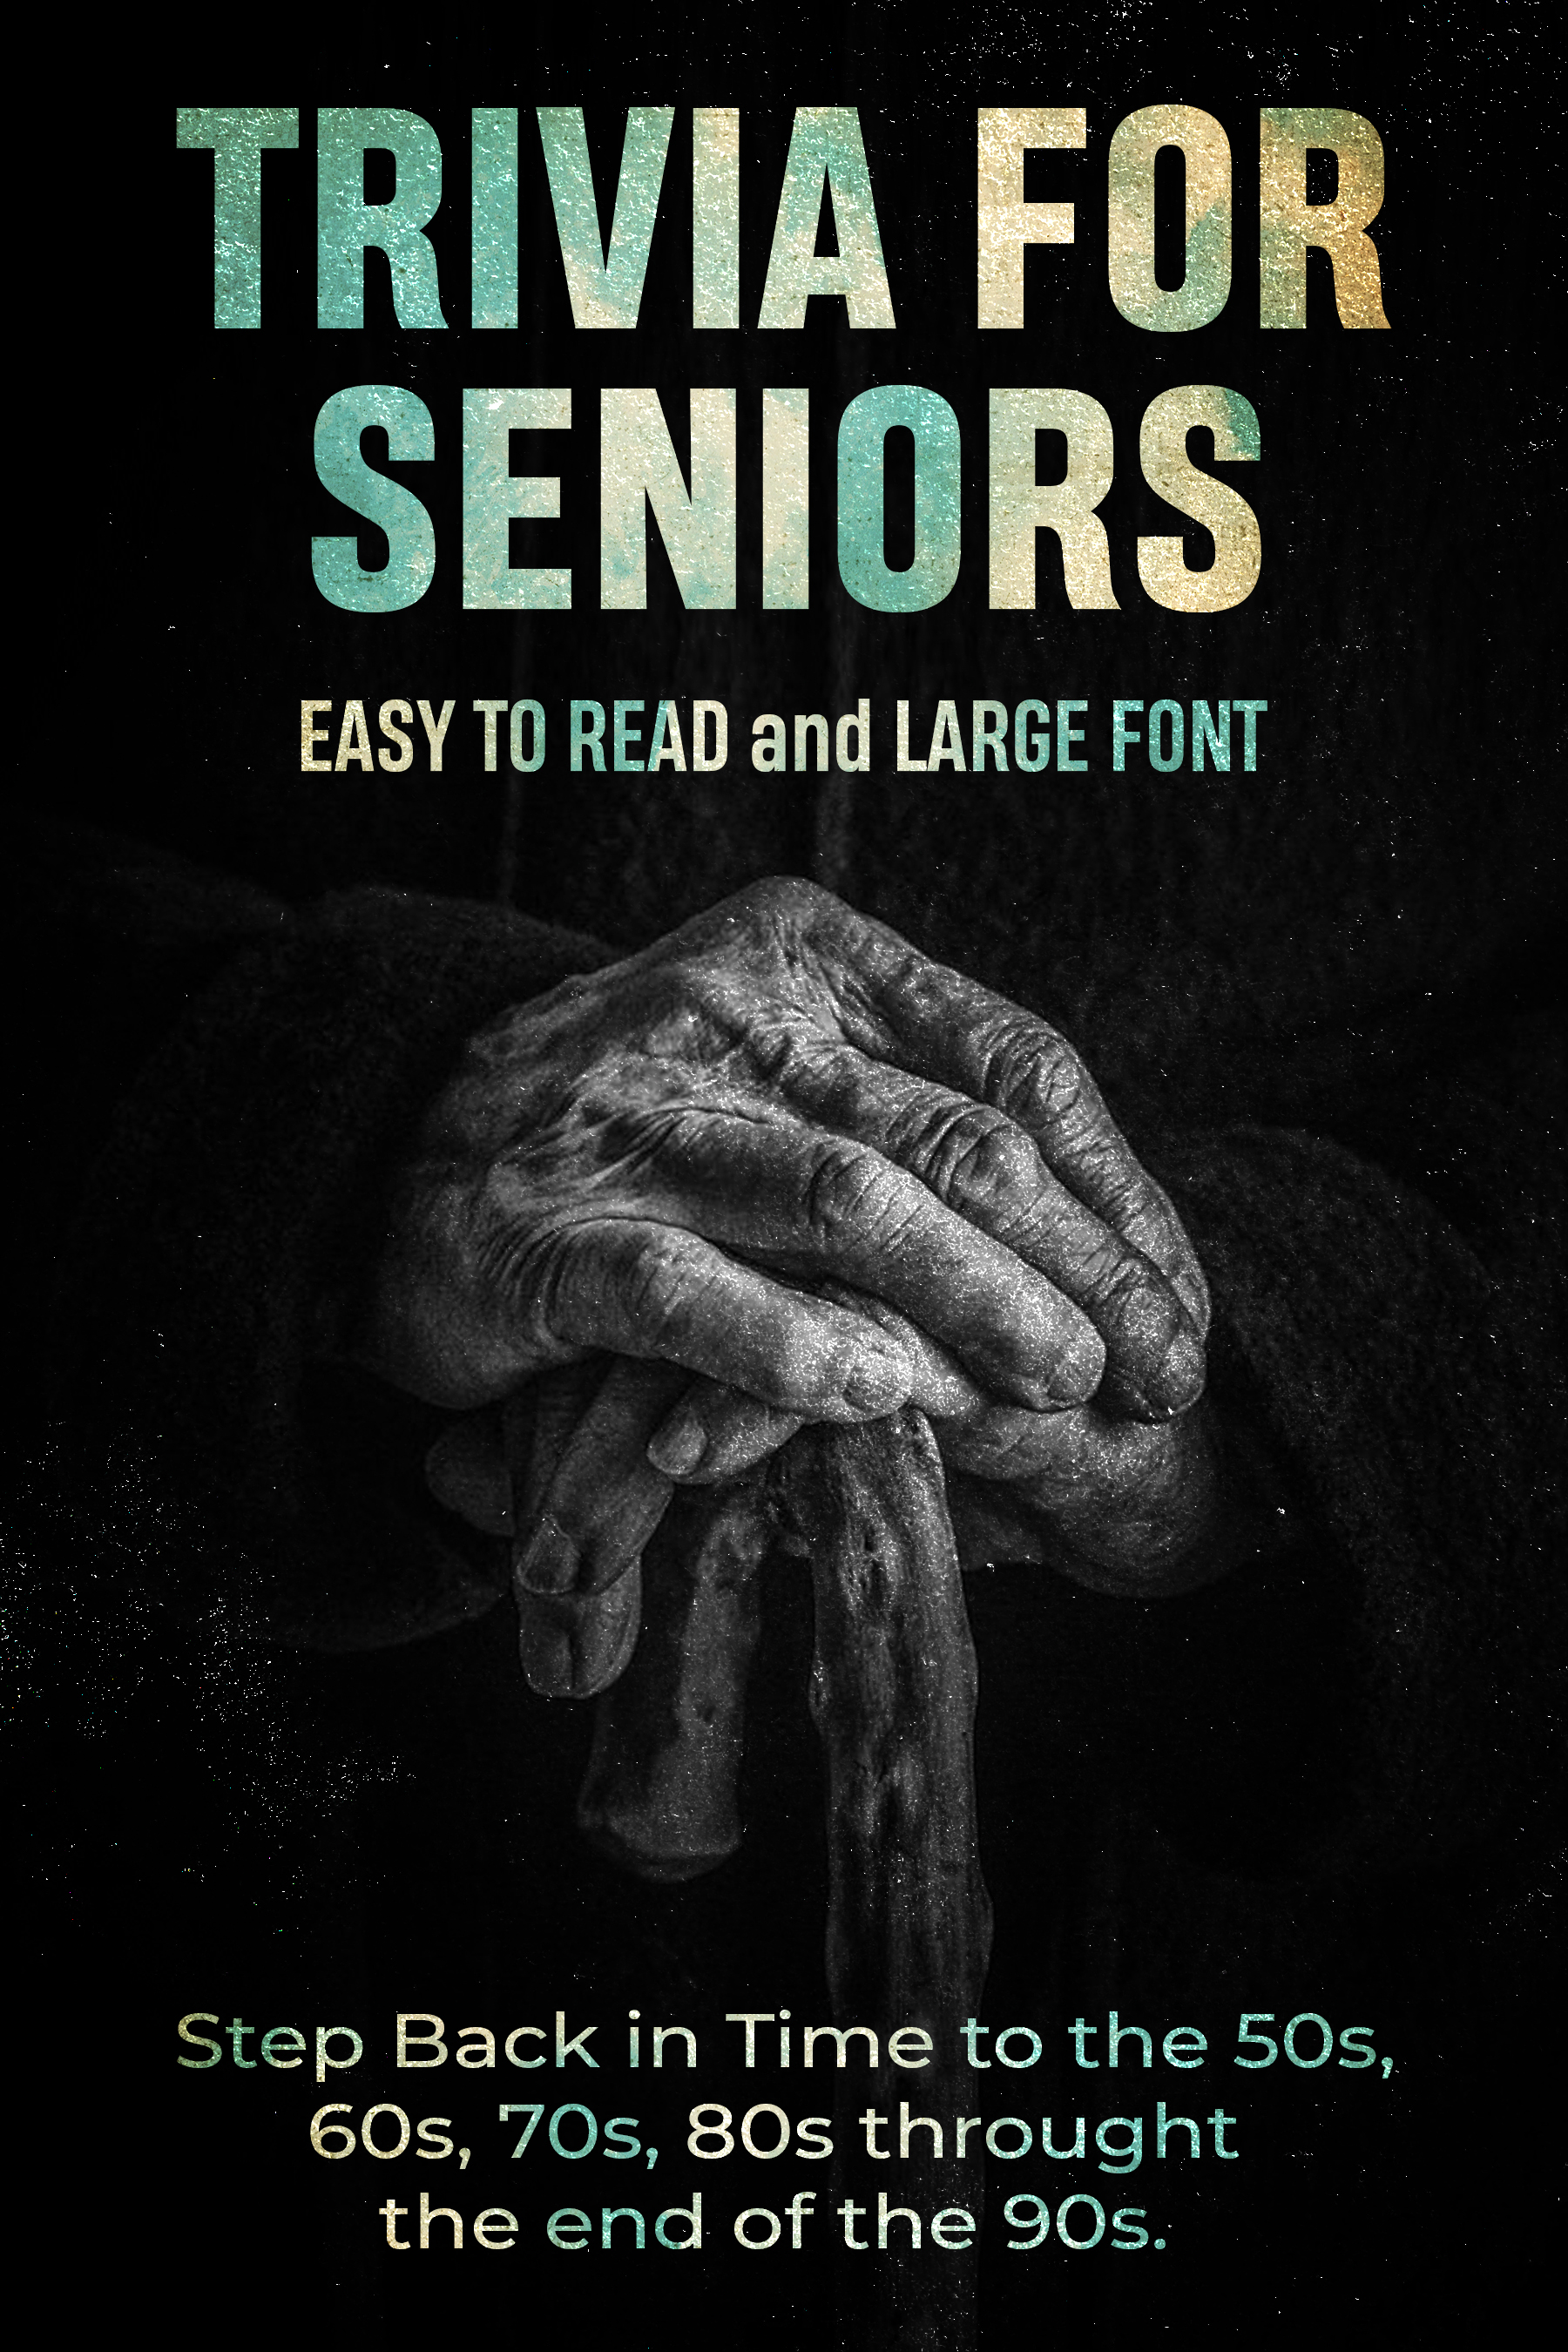 TRIVIA FOR
SENIORS
EASY TO READ and LARGE FONT
Step Back in Time to the 50s,
60s, 70s, 80s throught
the end of the 90s.